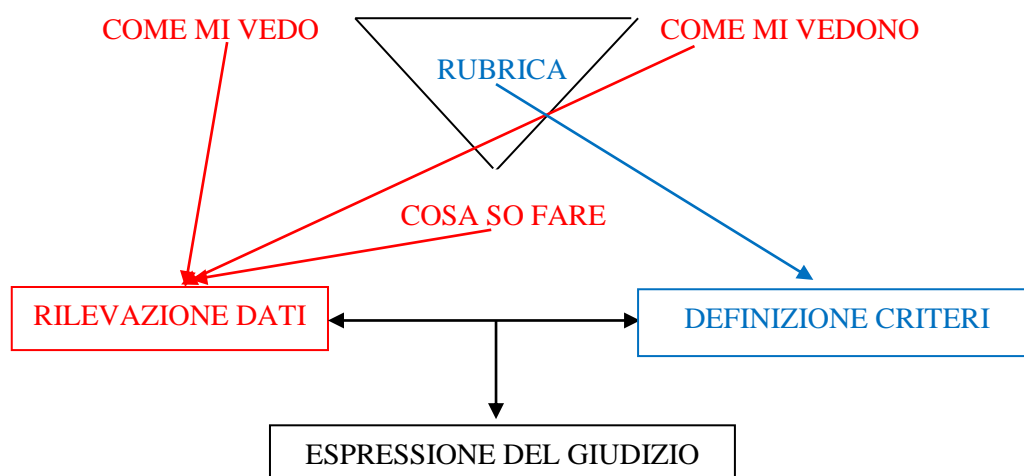 COME MI VEDO
COME MI VEDONO
RUBRICA
COSA SO FARE
RILEVAZIONE DATI
DEFINIZIONE CRITERI
ESPRESSIONE DEL GIUDIZIO